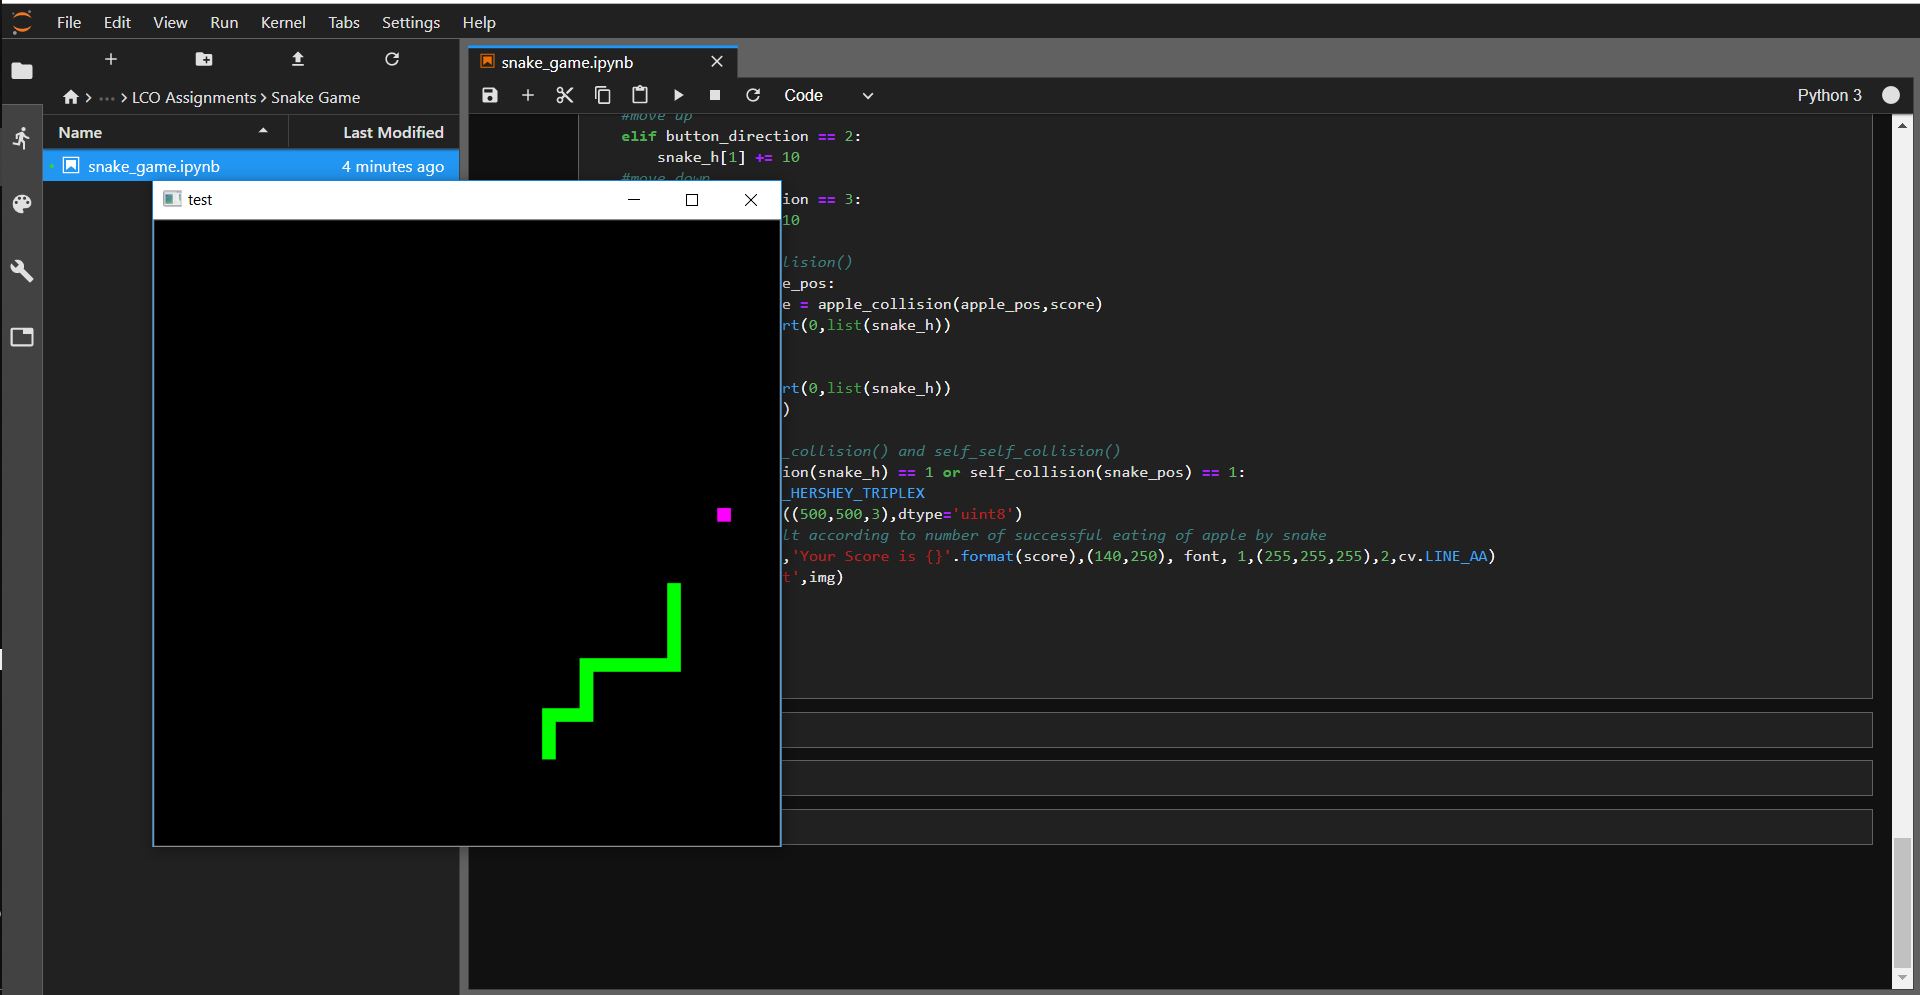 File Edit View Run Kernel Tabs Settings Help
snake_game.ipynb
LCO Assignments Snake Game
Code
Python 3
Name Last Modified
snake_game.ipynb 4 minutes ago
test
#move up
elif button_direction == 2:
snake_h[1] += 10
#move down
ion == 3:
10
lision()
e_pos:
e = apple_collision(apple_pos,score)
rt(0,list(snake_h))
rt(0,list(snake_h))
)
_collision() and self_self_collision()
ion(snake_h) == 1 or self_collision(snake_pos) == 1:
_HERSHEY_TRIPLEX
((500,500,3),dtype='uint8')
lt according to number of successful eating of apple by snake
,'Your Score is {}'.format(score),(140,250), font, 1,(255,255,255),2,cv.LINE_AA)
t',img)